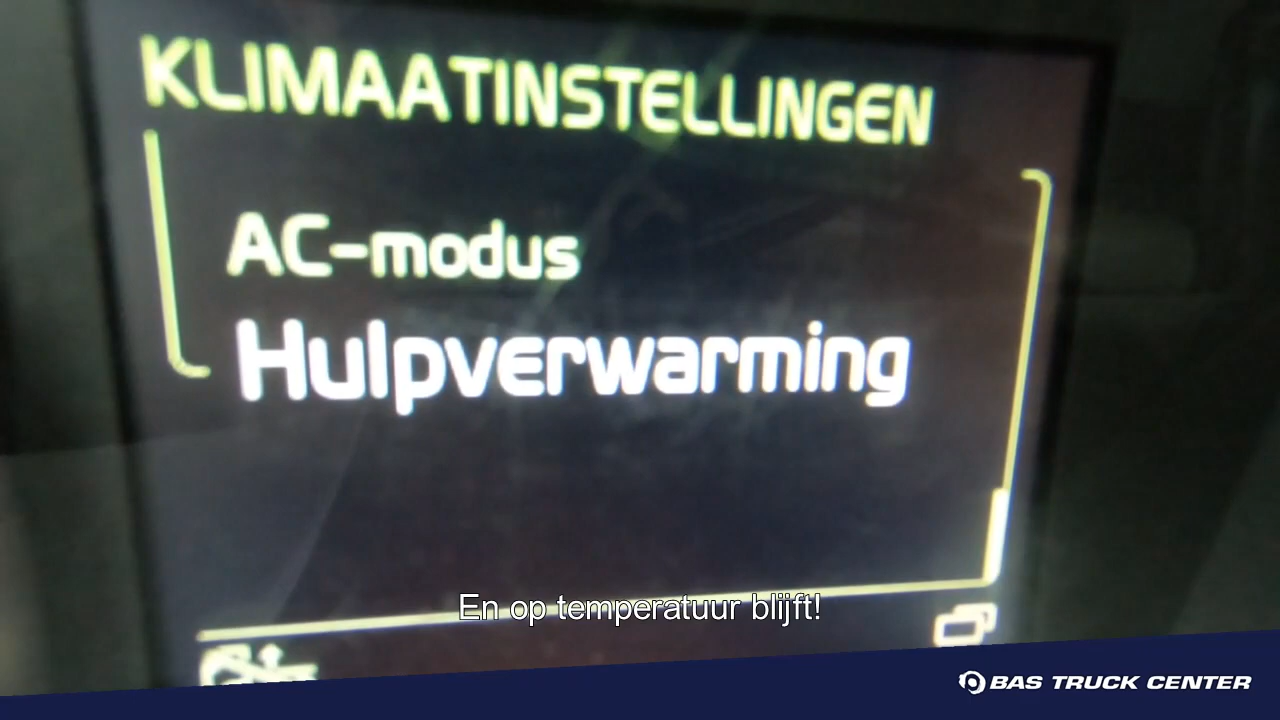 KLIMAATINSTELLINGEN
AC-modus
Hulpverwarming
En op temperatuur blijft!
BAS TRUCK CENTER